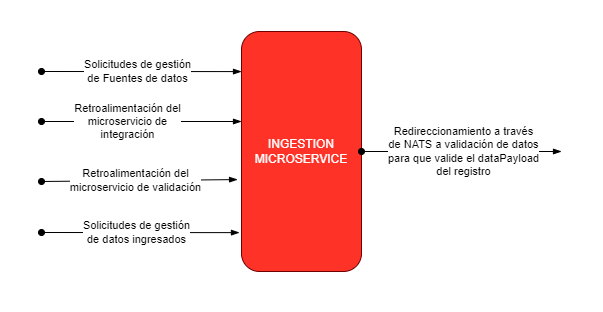 Solicitudes de gestión
de Fuentes de datos
Retroalimentación del
microservicio de
integración
Retroalimentación del
microservicio de validación
Solicitudes de gestión
de datos ingresados
INGESTION
MICROSERVICE
Redireccionamiento a través
de NATS a validación de datos
para que valide el dataPayload
del registro